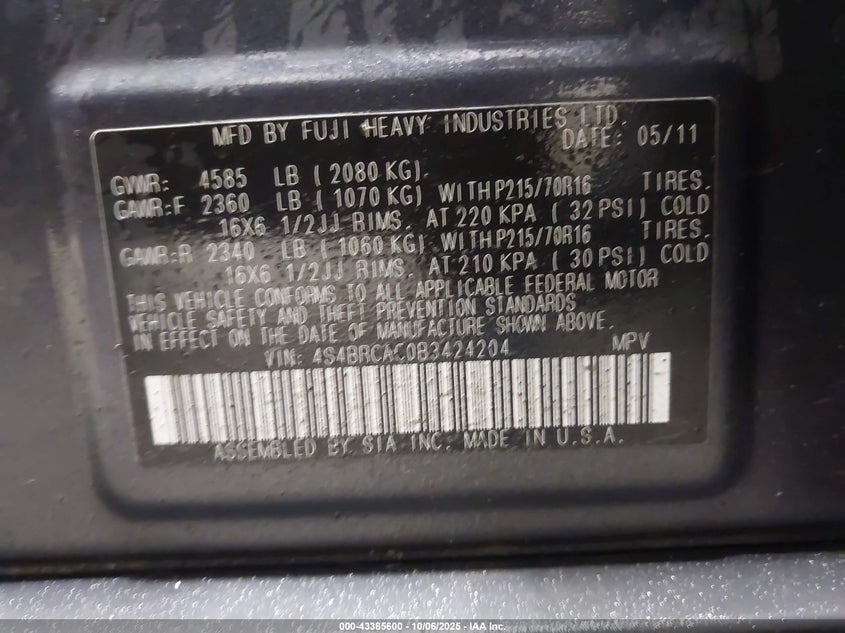 MFD BY FUJI HEAVY INDUSTRIES LTD.
DATE: 05/11
GVWR: 4585 LB ( 2080 KG).
GAWR:F 2360 LB ( 1070 KG) WITH P215/70R16 TIRES.
16X6 1/2JJ RIMS. AT 220 KPA ( 32 PSI) COLD
GAWR:R 2340 LB ( 1060 KG) WITH P215/70R16 TIRES.
16X6 1/2JJ RIMS. AT 210 KPA ( 30 PSI) COLD
THIS VEHICLE CONFORMS TO ALL APPLICABLE FEDERAL MOTOR
VEHICLE SAFETY AND THEFT PREVENTION STANDARDS
IN EFFECT ON THE DATE OF MANUFACTURE SHOWN ABOVE.
VIN: 4S4BRCAC0B3424204 MPV
ASSEMBLED BY SIA INC. MADE IN U.S.A.
000-43385600 - 10/06/2025 - IAA Inc.